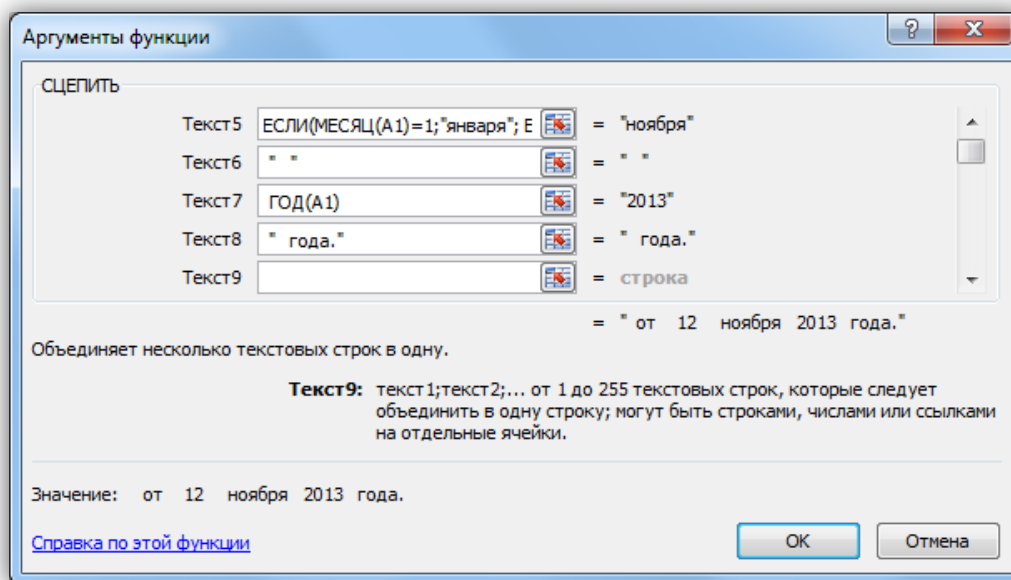 Аргументы функции
СЦЕПИТЬ
Текст5 ЕСЛИ(МЕСЯЦ(A1)=1;"января"; Е = "ноября"
Текст6 " " = " "
Текст7 ГОД(A1) = "2013"
Текст8 " года." = " года."
Текст9 = строка
= " от 12 ноября 2013 года."
Объединяет несколько текстовых строк в одну.
Текст9: текст1;текст2;... от 1 до 255 текстовых строк, которые следует
объединить в одну строку; могут быть строками, числами или ссылками
на отдельные ячейки.
Значение: от 12 ноября 2013 года.
Справка по этой функции
ОК Отмена